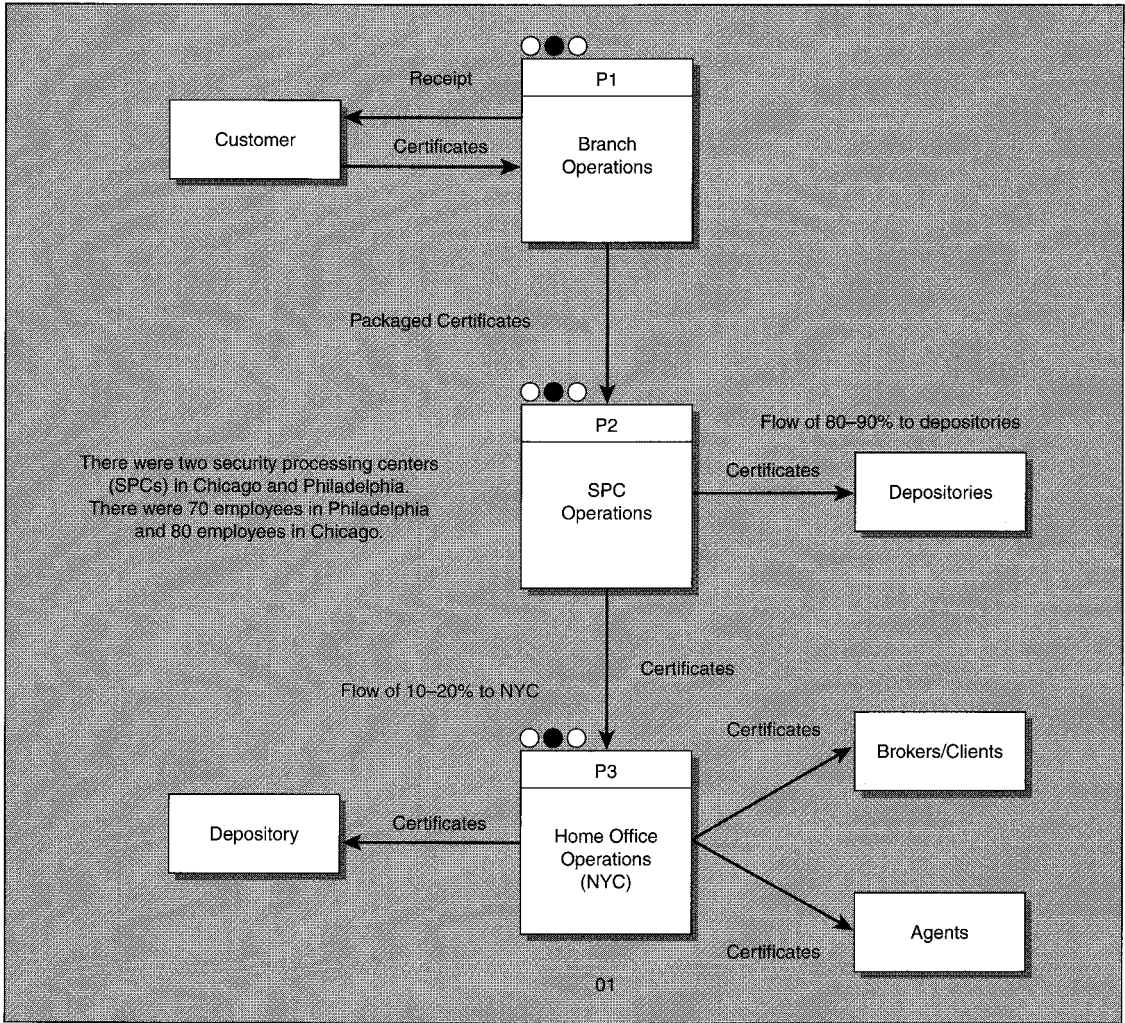 P1
Receipt
Customer
Certificates
Branch
Operations
Packaged Certificates
P2
Flow of 80–90% to depositories
Certificates
There were two security processing centers
(SPCs) in Chicago and Philadelphia.
There were 70 employees in Philadelphia
and 80 employees in Chicago.
SPC
Operations
Depositories
Certificates
Flow of 10–20% to NYC
Certificates
P3
Brokers/Clients
Depository
Certificates
Home Office
Operations
(NYC)
Agents
Certificates
01